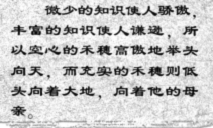 微少的知识使人骄傲，
丰富的知识使人谦逊，所
以空心的禾穗高傲地举头
向天，而充实的禾穗则低
头向着大地，向着他的母
亲。